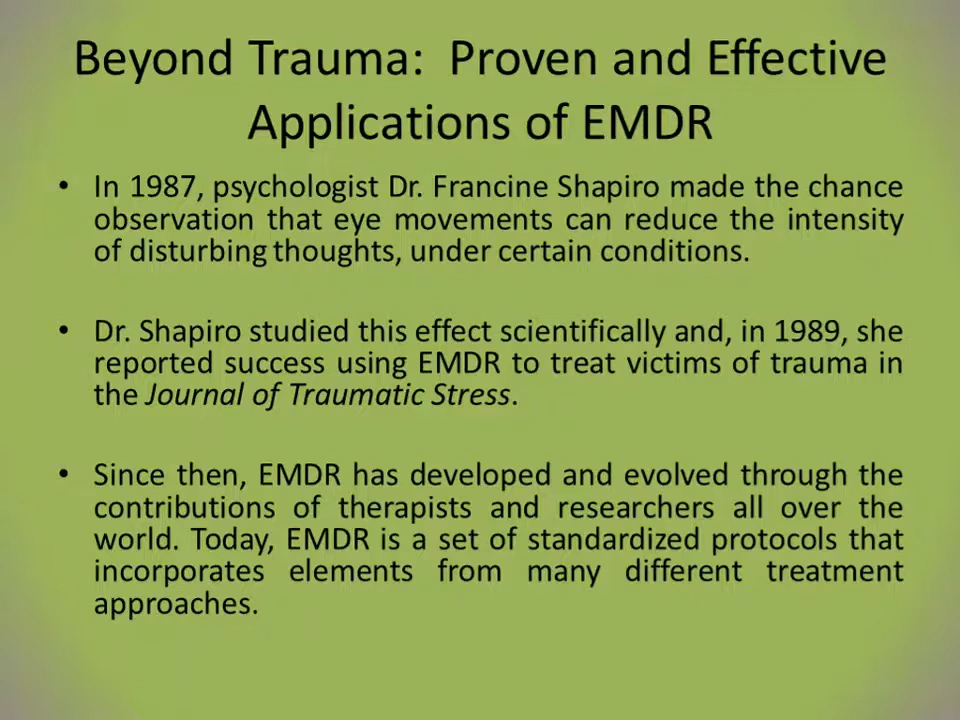 Beyond Trauma:  Proven and Effective
Applications of EMDR
• In 1987, psychologist Dr. Francine Shapiro made the chance
observation that eye movements can reduce the intensity
of disturbing thoughts, under certain conditions.
• Dr. Shapiro studied this effect scientifically and, in 1989, she
reported success using EMDR to treat victims of trauma in
the Journal of Traumatic Stress.
• Since then, EMDR has developed and evolved through the
contributions of therapists and researchers all over the
world. Today, EMDR is a set of standardized protocols that
incorporates elements from many different treatment
approaches.